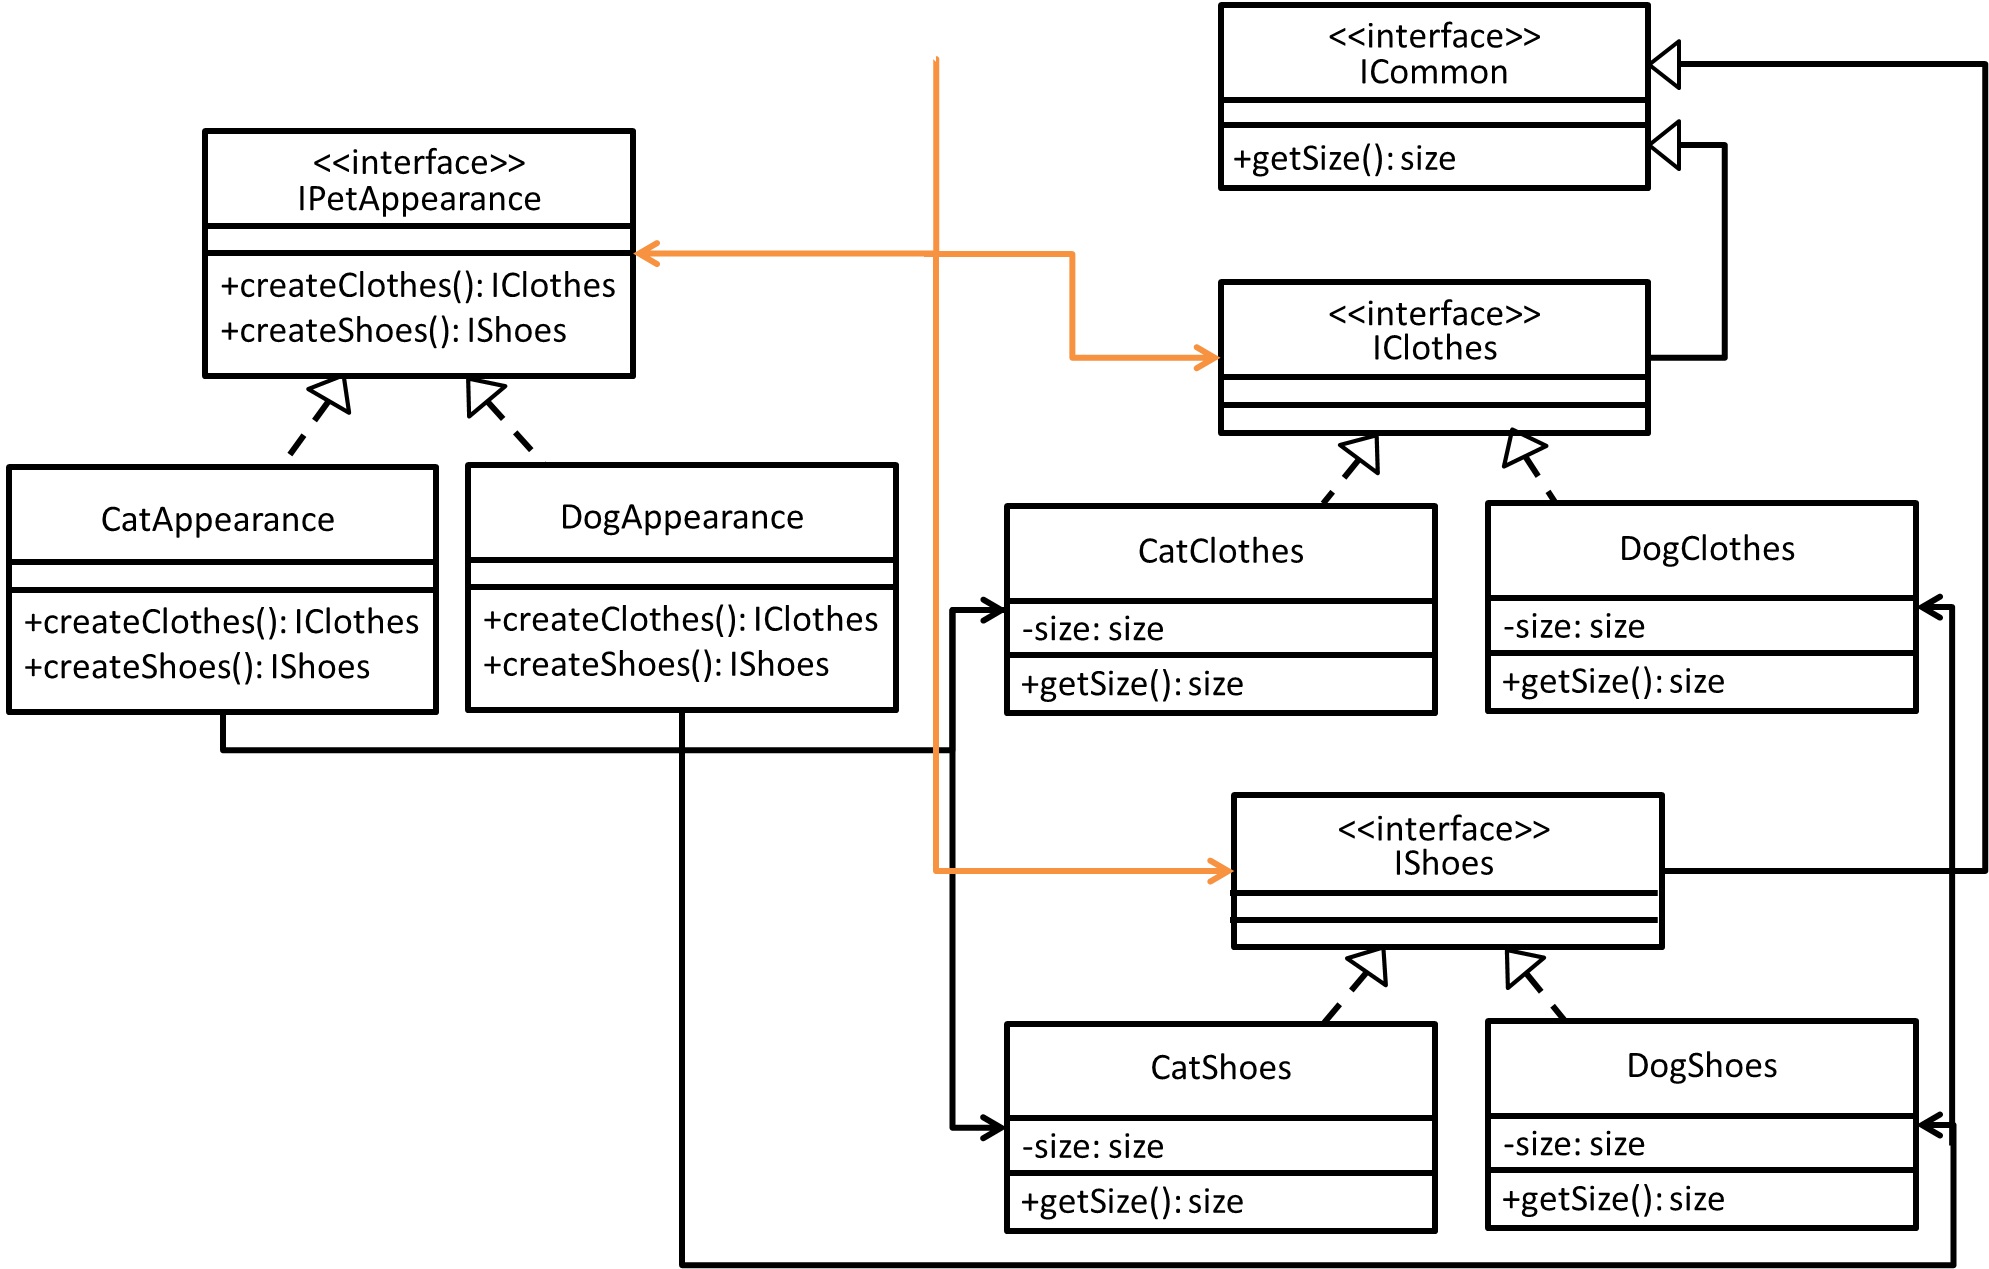 <<interface>>
ICommon
+getSize(): size
<<interface>>
IPetAppearance
+createClothes(): IClothes
+createShoes(): IShoes
<<interface>>
IClothes
CatAppearance
+createClothes(): IClothes
+createShoes(): IShoes
DogAppearance
+createClothes(): IClothes
+createShoes(): IShoes
CatClothes
-size: size
+getSize(): size
DogClothes
-size: size
+getSize(): size
<<interface>>
IShoes
CatShoes
-size: size
+getSize(): size
DogShoes
-size: size
+getSize(): size